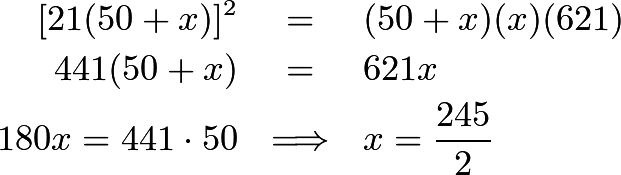 [21(50 + x)]² = (50 + x)(x)(621)
441(50 + x) = 621x
180x = 441 · 50 ⟹ x = 245/2